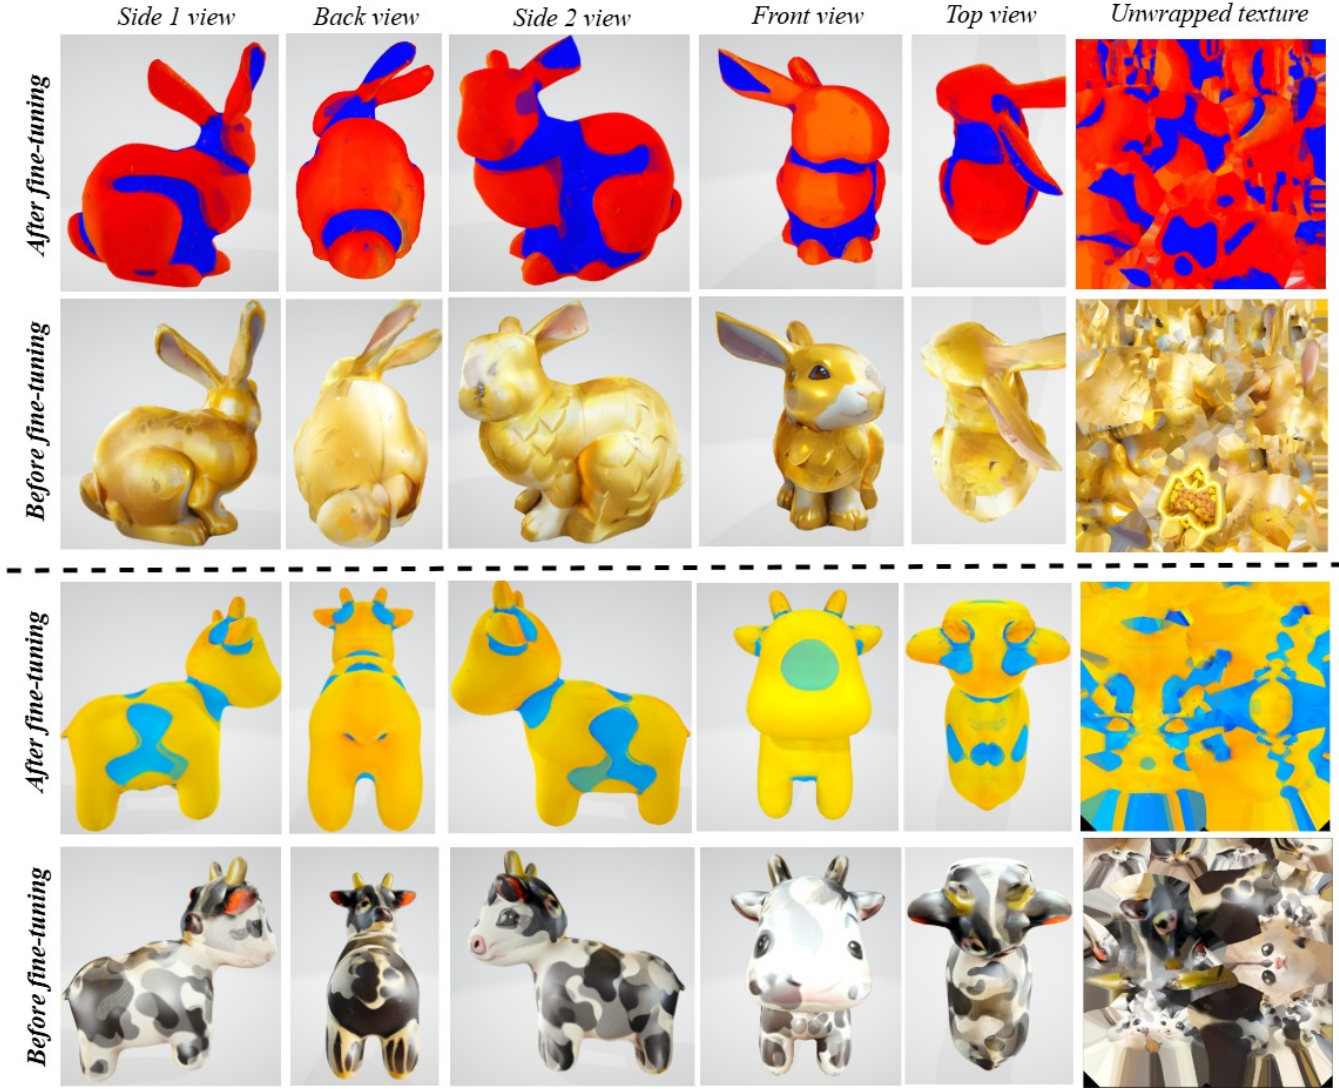 Side 1 view
Back view
Side 2 view
Front view
Top view
Unwrapped texture
After fine-tuning
Before fine-tuning
After fine-tuning
Before fine-tuning